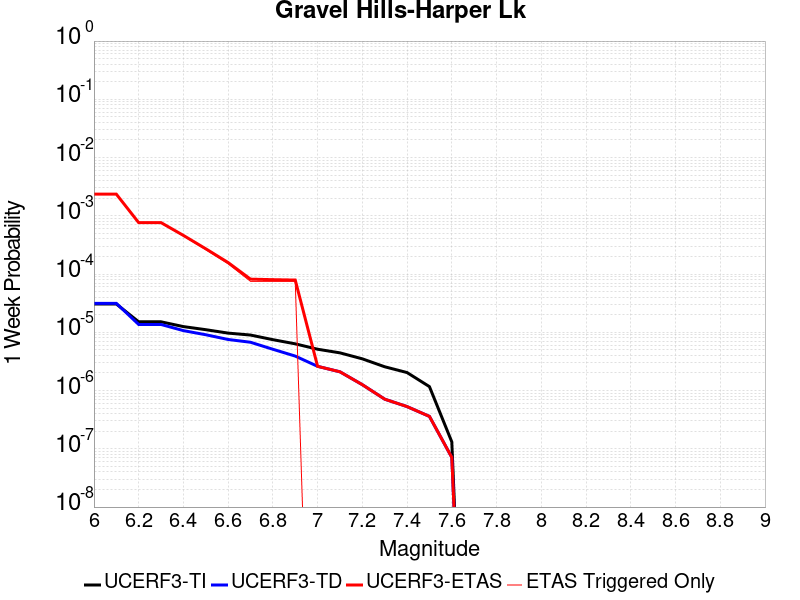 Gravel Hills-Harper Lk
10 0
10 -1
10 -2
10 -3
10 -4
10 -5
10 -6
10 -7
10 -8
1 Week Probability
6 6.2 6.4 6.6 6.8 7 7.2 7.4 7.6 7.8 8 8.2 8.4 8.6 8.8 9
Magnitude
UCERF3-TI UCERF3-TD UCERF3-ETAS ETAS Triggered Only